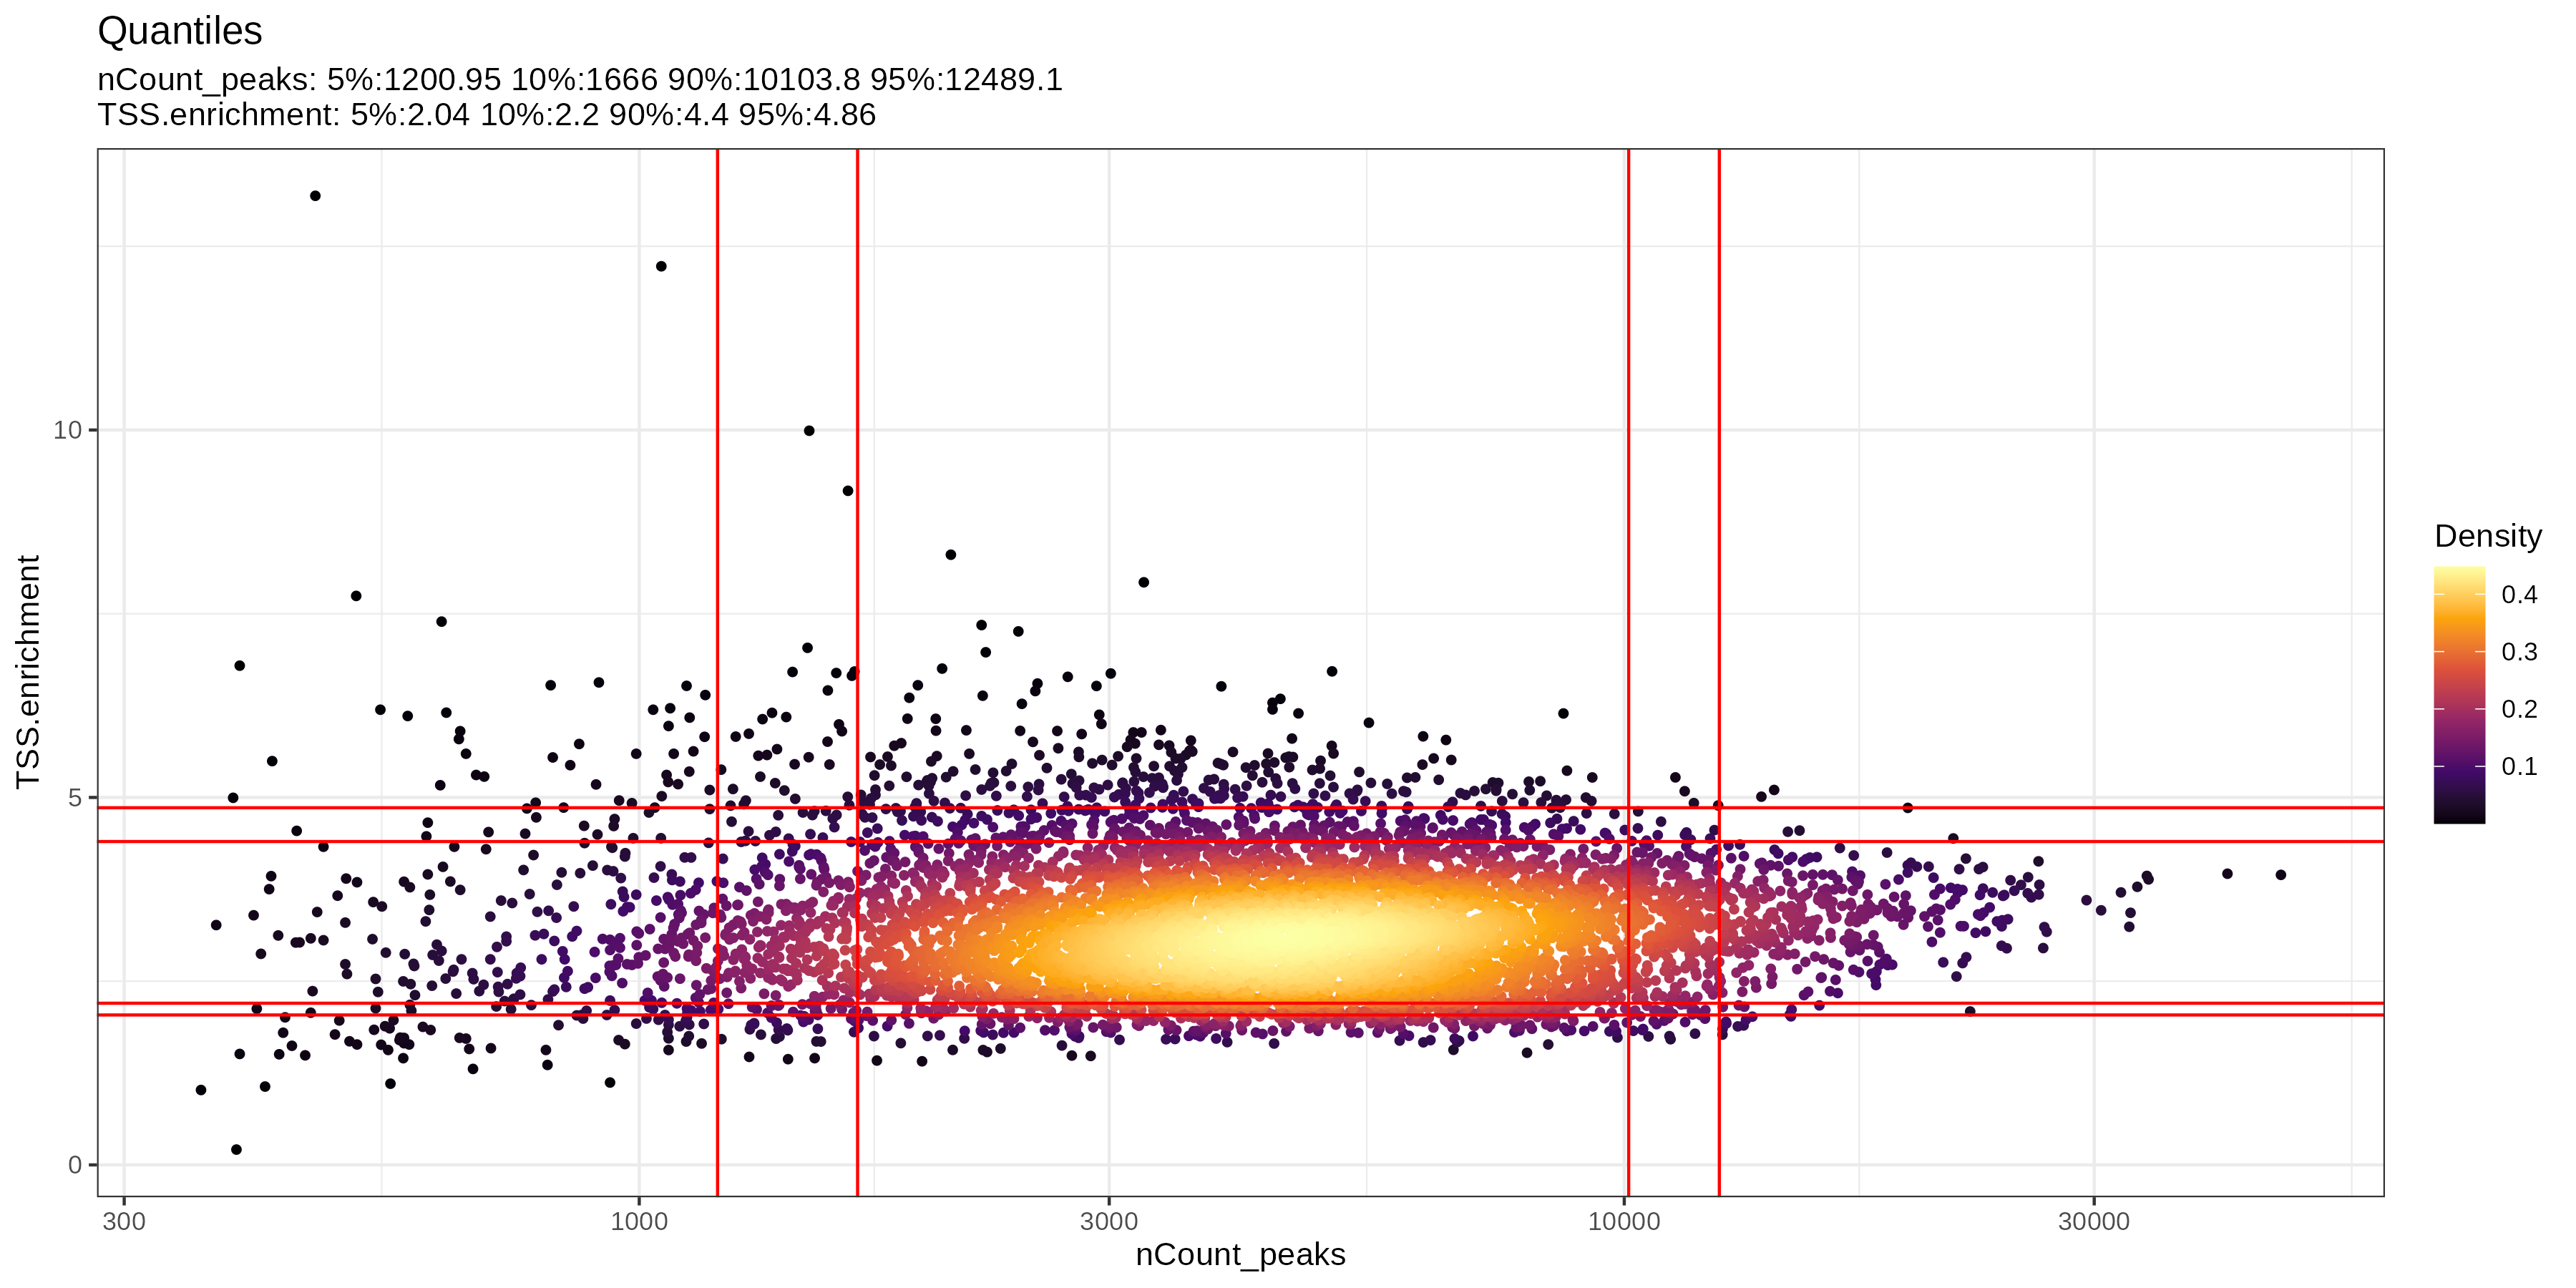 Quantiles
nCount_peaks: 5%:1200.95 10%:1666 90%:10103.8 95%:12489.1
TSS.enrichment: 5%:2.04 10%:2.2 90%:4.4 95%:4.86
TSS.enrichment
10
5
0
300 1000 3000 10000 30000
nCount_peaks
Density
0.4
0.3
0.2
0.1